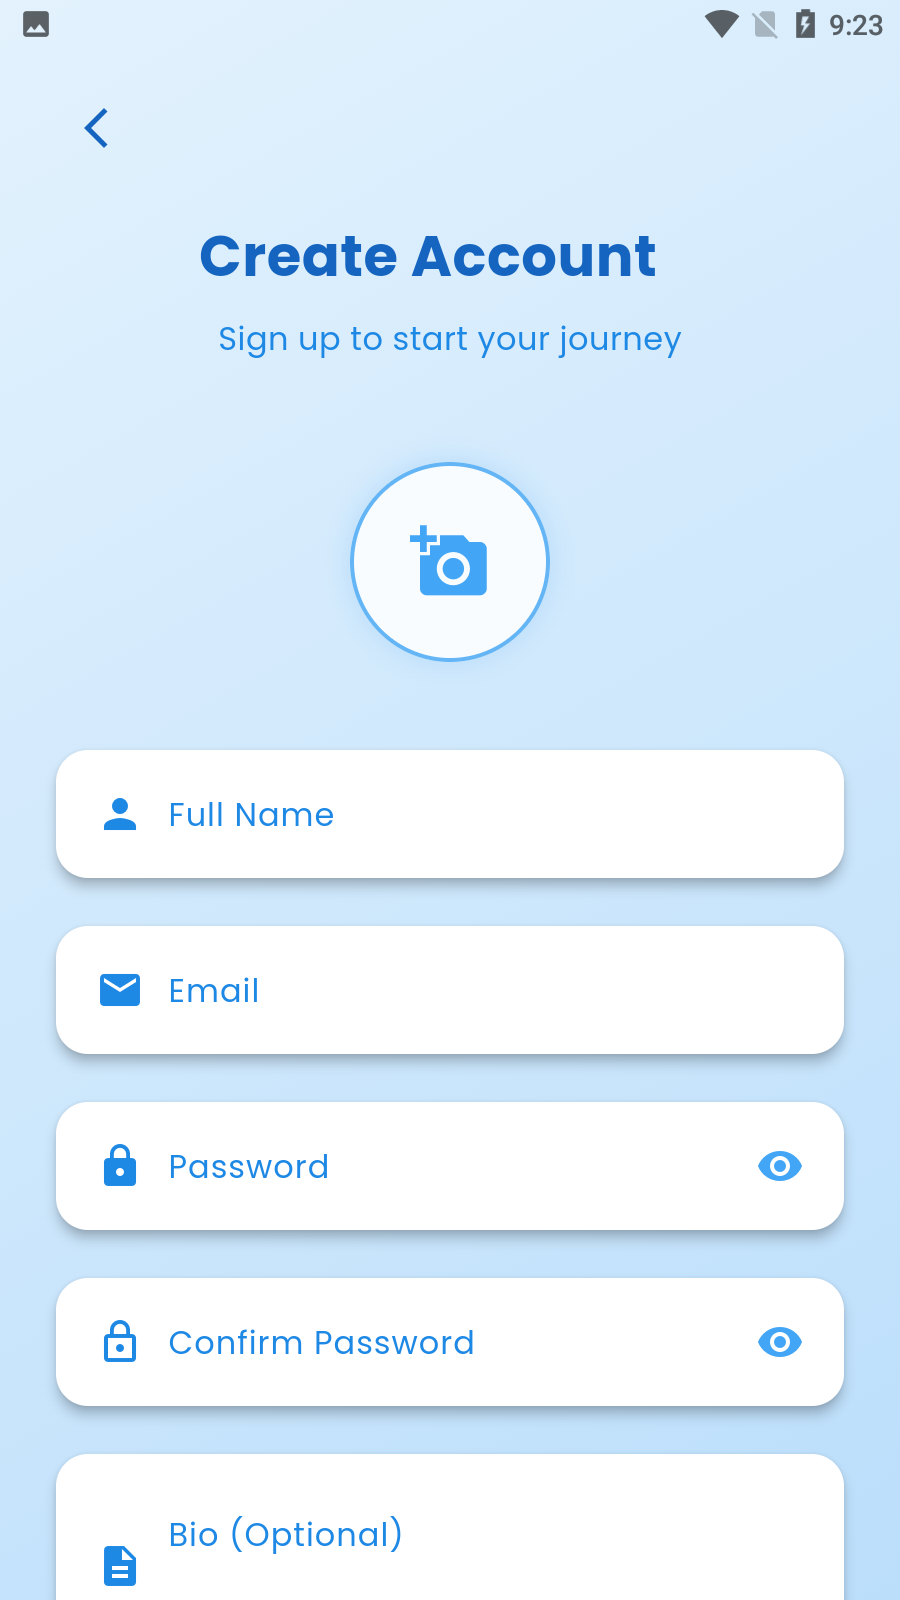 9:23
Create Account
Sign up to start your journey
Full Name
Email
Password
Confirm Password
Bio (Optional)